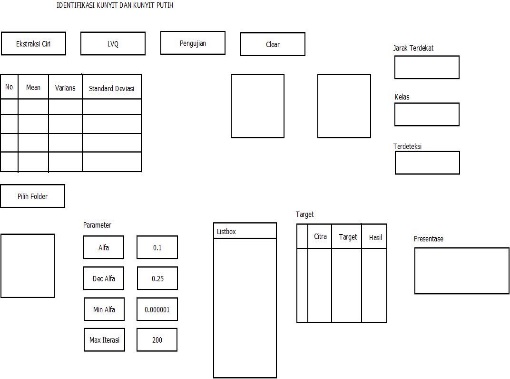 IDENTIFIKASI KUNYIT DAN KUNYIT PUTIH
Ekstraksi Ciri
LVQ
Pengujian
Clear
Jarak Terdekat
No Mean Varians Standard Deviasi
Kelas
Terdeteksi
Pilih Folder
Target
Parameter
Listbox
Citra Target Hasil
Presentase
Alfa 0.1
Dec Alfa 0.25
Min Alfa 0.000001
Max Iterasi 200